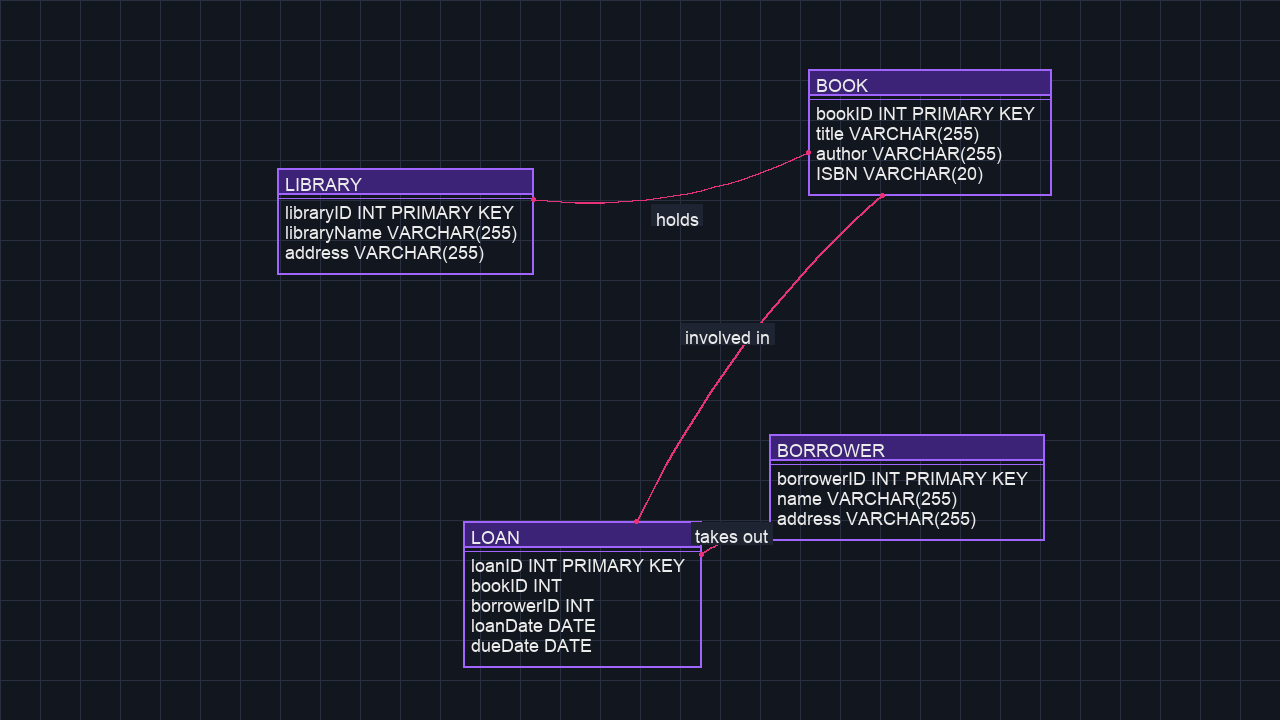 BOOK
bookID INT PRIMARY KEY
title VARCHAR(255)
author VARCHAR(255)
ISBN VARCHAR(20)
LIBRARY
libraryID INT PRIMARY KEY
libraryName VARCHAR(255)
address VARCHAR(255)
holds
involved in
BORROWER
borrowerID INT PRIMARY KEY
name VARCHAR(255)
address VARCHAR(255)
takes out
LOAN
loanID INT PRIMARY KEY
bookID INT
borrowerID INT
loanDate DATE
dueDate DATE